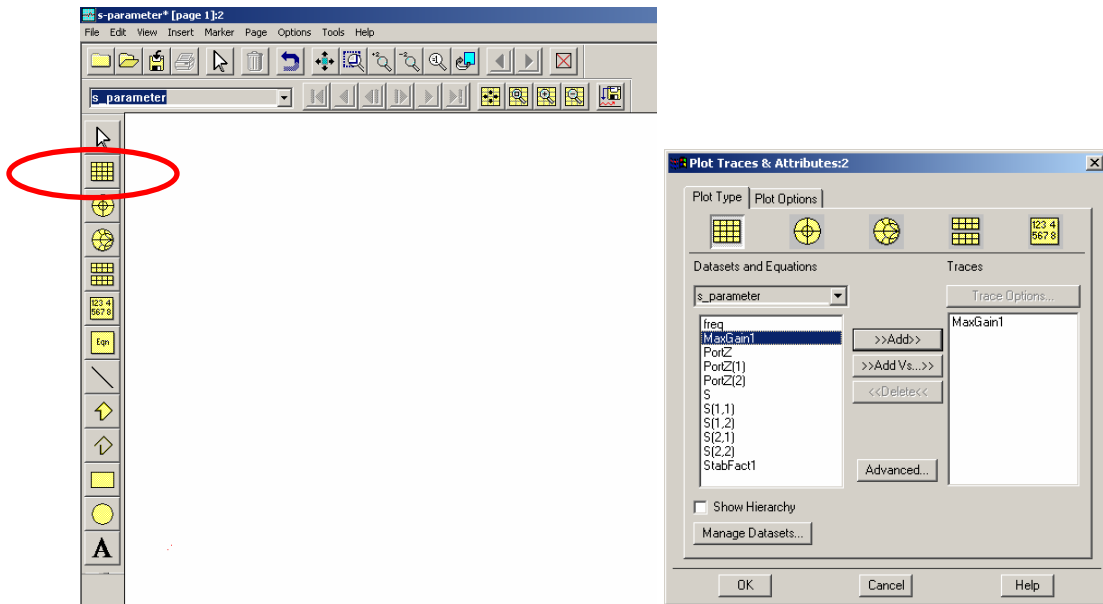 s-parameter* [page 1]:2
File Edit View Insert Marker Page Options Tools Help
s_parameter
123 4
567 8
Eqn
A
Plot Traces & Attributes:2
Plot Type Plot Options
123 4
567 8
Datasets and Equations Traces
s_parameter Trace Options...
freq
MaxGain1
PortZ
PortZ(1)
PortZ(2)
S
S(1,1)
S(1,2)
S(2,1)
S(2,2)
StabFact1
>>Add>>
>>Add Vs...>>
<<Delete<<
Advanced...
MaxGain1
Show Hierarchy
Manage Datasets...
OK Cancel Help